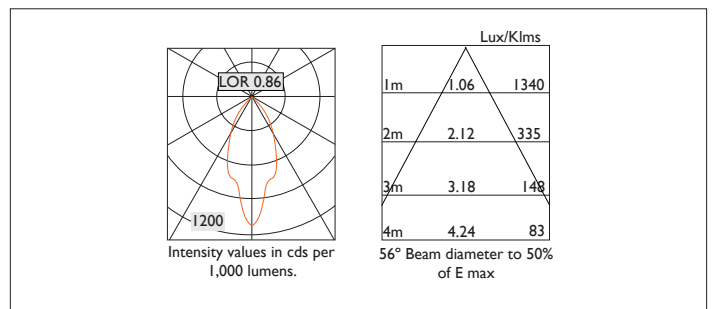 LOR 0.86
1200
Intensity values in cds per
1,000 lumens.
Lux/Klms
1m 1.06 1340
2m 2.12 335
3m 3.18 148
4m 4.24 83
56º Beam diameter to 50%
of E max